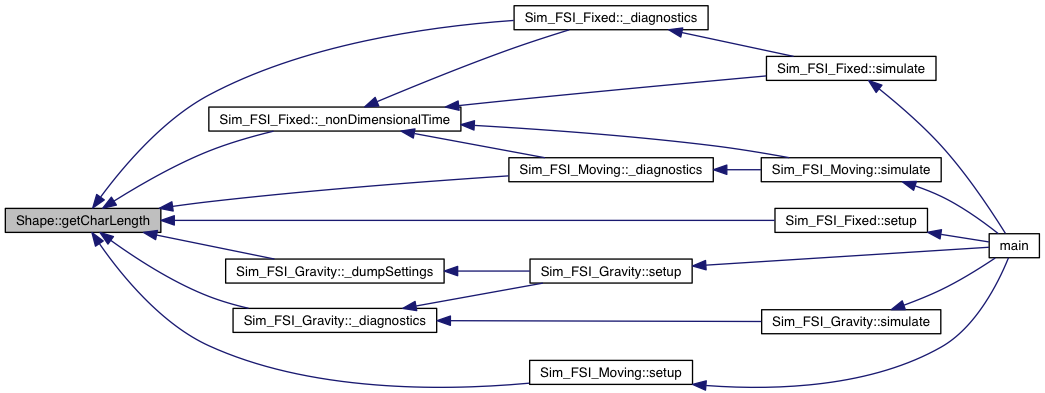 Sim_FSI_Fixed::_diagnostics
Sim_FSI_Fixed::simulate
Sim_FSI_Fixed::_nonDimensionalTime
Sim_FSI_Moving::_diagnostics
Sim_FSI_Moving::simulate
Shape::getCharLength
Sim_FSI_Fixed::setup
main
Sim_FSI_Gravity::_dumpSettings
Sim_FSI_Gravity::setup
Sim_FSI_Gravity::_diagnostics
Sim_FSI_Gravity::simulate
Sim_FSI_Moving::setup